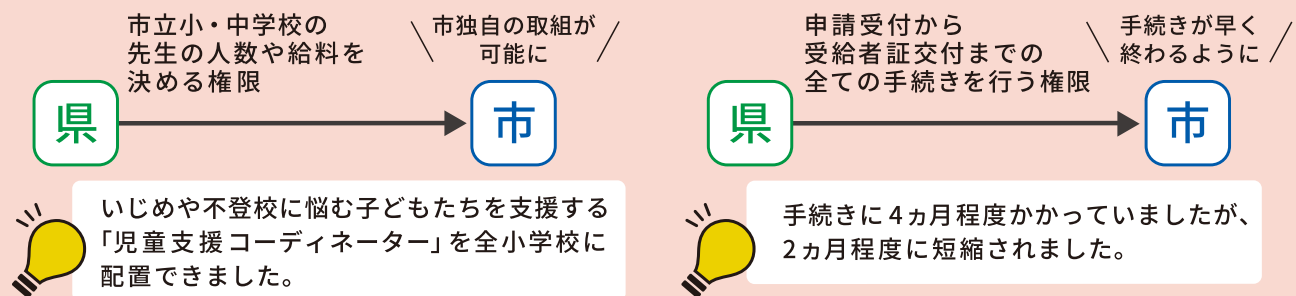 市立小・中学校の
先生の人数や給料を
決める権限
市独自の取組が
可能に
県
市
いじめや不登校に悩む子どもたちを支援する
「児童支援コーディネーター」を全小学校に
配置できました。
申請受付から
受給者証交付までの
全ての手続きを行う権限
手続きが早く
終わるように
県
市
手続きに4ヵ月程度かかっていましたが、
2ヵ月程度に短縮されました。